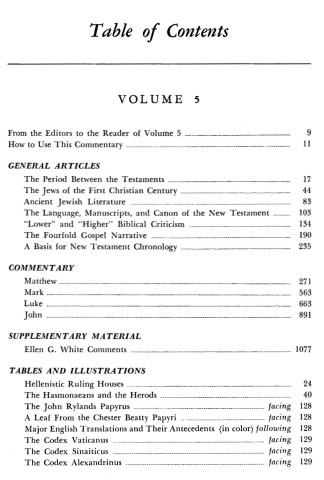 Table of Contents
VOLUME 5
From the Editors to the Reader of Volume 5 9
How to Use This Commentary 11
GENERAL ARTICLES
The Period Between the Testaments 17
The Jews of the First Christian Century 44
Ancient Jewish Literature 83
The Language, Manuscripts, and Canon of the New Testament 103
"Lower" and "Higher" Biblical Criticism 134
The Fourfold Gospel Narrative 190
A Basis for New Testament Chronology 235
COMMENTARY
Matthew 271
Mark 563
Luke 663
John 891
SUPPLEMENTARY MATERIAL
Ellen G. White Comments 1077
TABLES AND ILLUSTRATIONS
Hellenistic Ruling Houses 24
The Hasmonaeans and the Herods 40
The John Rylands Papyrus facing 128
A Leaf From the Chester Beatty Papyri facing 128
Major English Translations and Their Antecedents (in color) following 128
The Codex Vaticanus facing 129
The Codex Sinaiticus facing 129
The Codex Alexandrinus facing 129